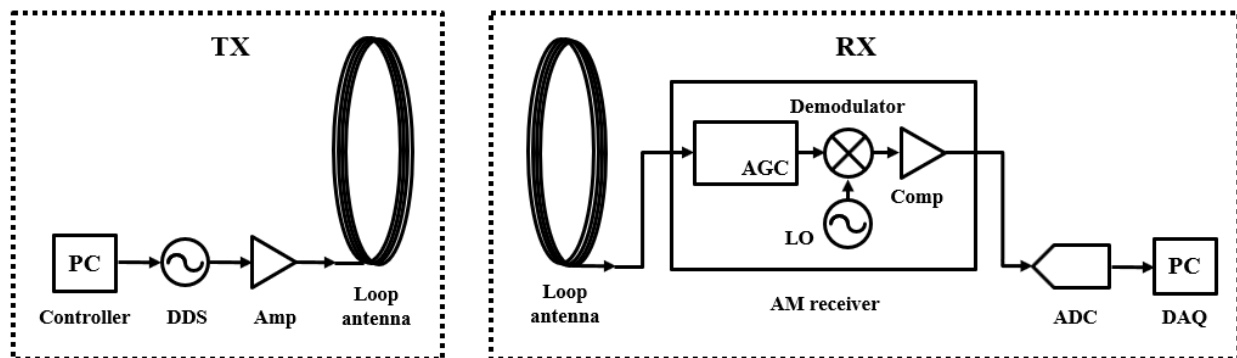 TX
PC
Controller
DDS
Amp
Loop
antenna
RX
Loop
antenna
Demodulator
AGC
Comp
LO
AM receiver
ADC
PC
DAQ